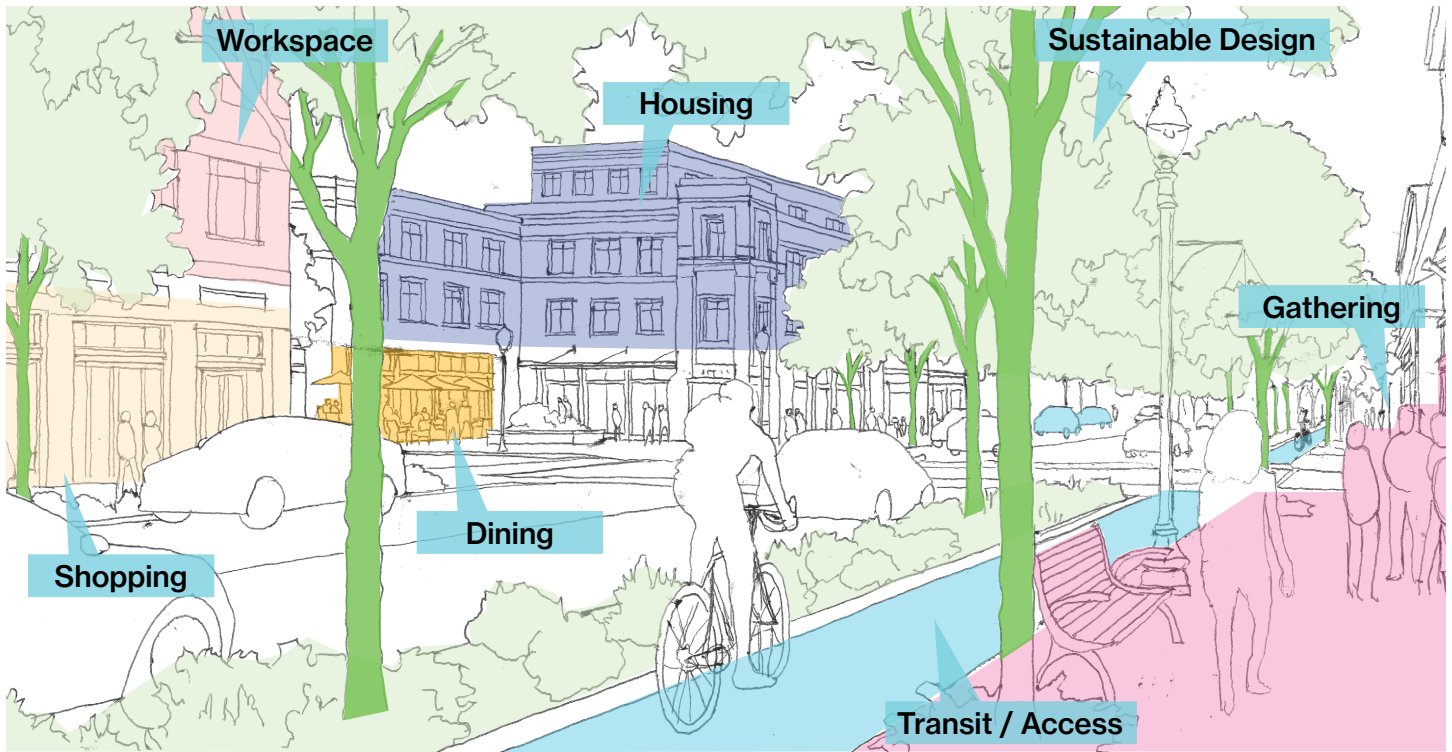 Workspace
Sustainable Design
Housing
Gathering
Dining
Shopping
Transit / Access